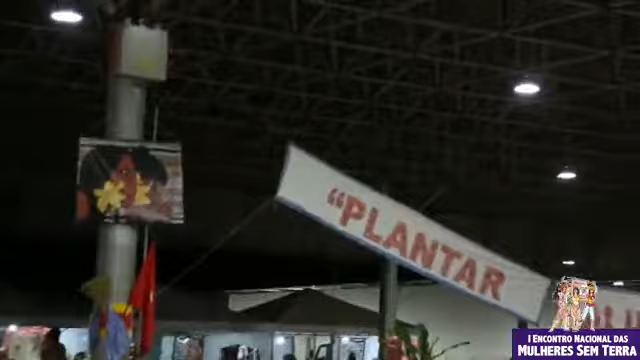 “PLANTAR
I ENCONTRO NACIONAL DAS
MULHERES SEM TERRA